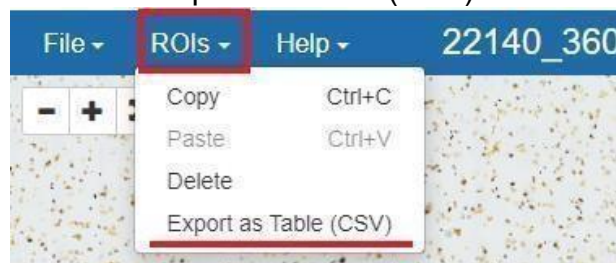 File ROIs Help 22140_360
- +
Copy Ctrl+C
Paste Ctrl+V
Delete
Export as Table (CSV)